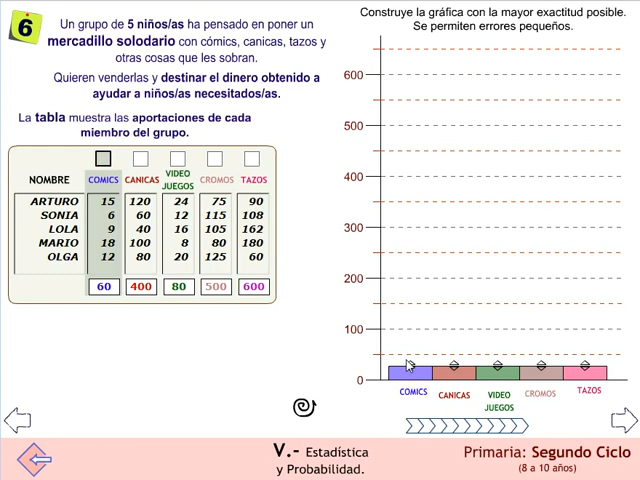 6
Un grupo de 5 niños/as ha pensado en poner un
mercadillo solodario con cómics, canicas, tazos y
otras cosas que les sobran.
Quieren venderlas y destinar el dinero obtenido a
ayudar a niños/as necesitados/as.
La tabla muestra las aportaciones de cada
miembro del grupo.
NOMBRE COMICS CANICAS VIDEO JUEGOS CROMOS TAZOS
ARTURO 15 120 24 75 90
SONIA 6 60 12 115 108
LOLA 9 40 16 105 162
MARIO 18 100 8 80 180
OLGA 12 80 20 125 60
60 400 80 500 600
Construye la gráfica con la mayor exactitud posible.
Se permiten errores pequeños.
600
500
400
300
200
100
0
COMICS CANICAS VIDEO JUEGOS CROMOS TAZOS
V.- Estadística
y Probabilidad.
Primaria: Segundo Ciclo
(8 a 10 años)